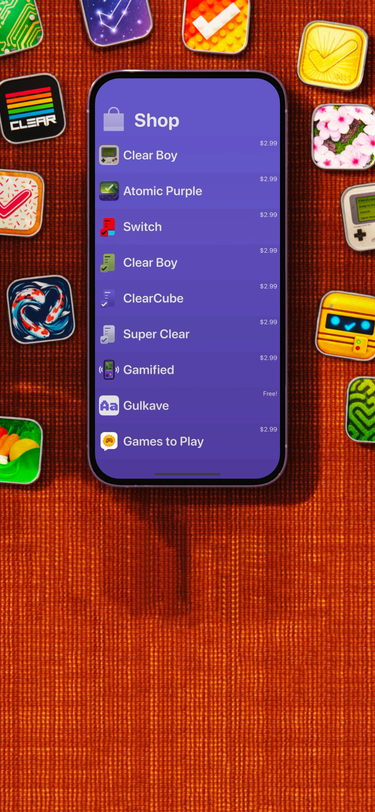 CLEAR
Shop
$2.99
Clear Boy
$2.99
Atomic Purple
$2.99
Switch
$2.99
Clear Boy
$2.99
ClearCube
$2.99
Super Clear
$2.99
Gamified
Free!
Aa Gulkave
$2.99
Games to Play